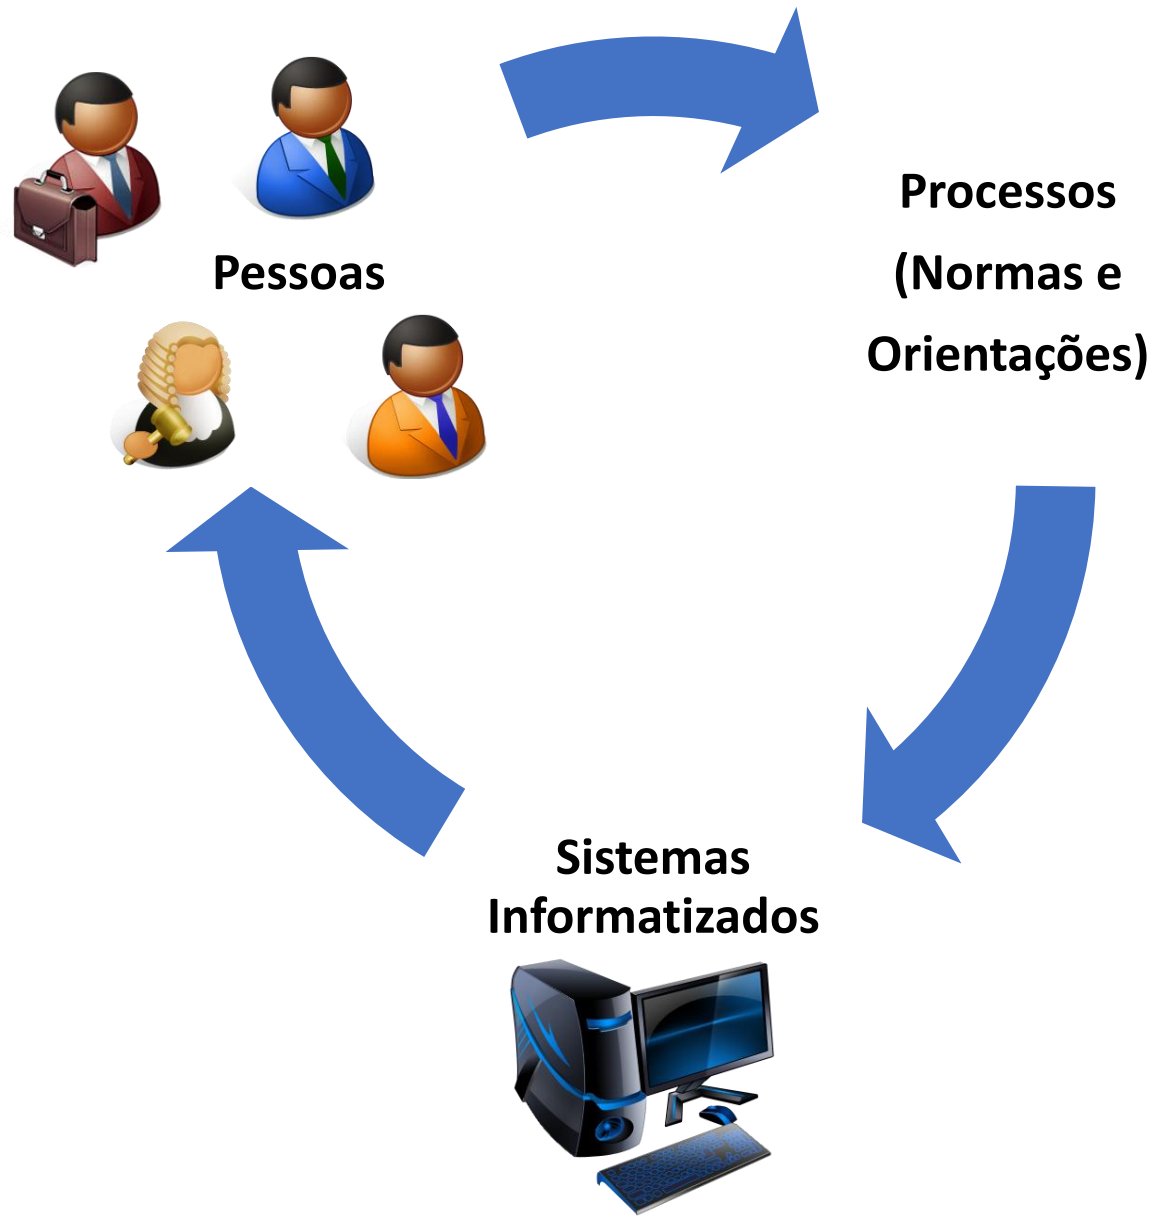 Pessoas
Processos
(Normas e
Orientações)
Sistemas
Informatizados